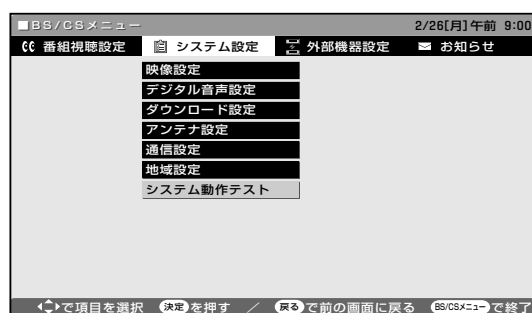 ■BS/CSメニュー 2/26[月]午前 9:00
番組視聴設定 システム設定 外部機器設定 お知らせ
映像設定
デジタル音声設定
ダウンロード設定
アンテナ設定
通信設定
地域設定
システム動作テスト
で項目を選択 決定を押す ／ 戻るで前の画面に戻る BS/CSメニューで終了